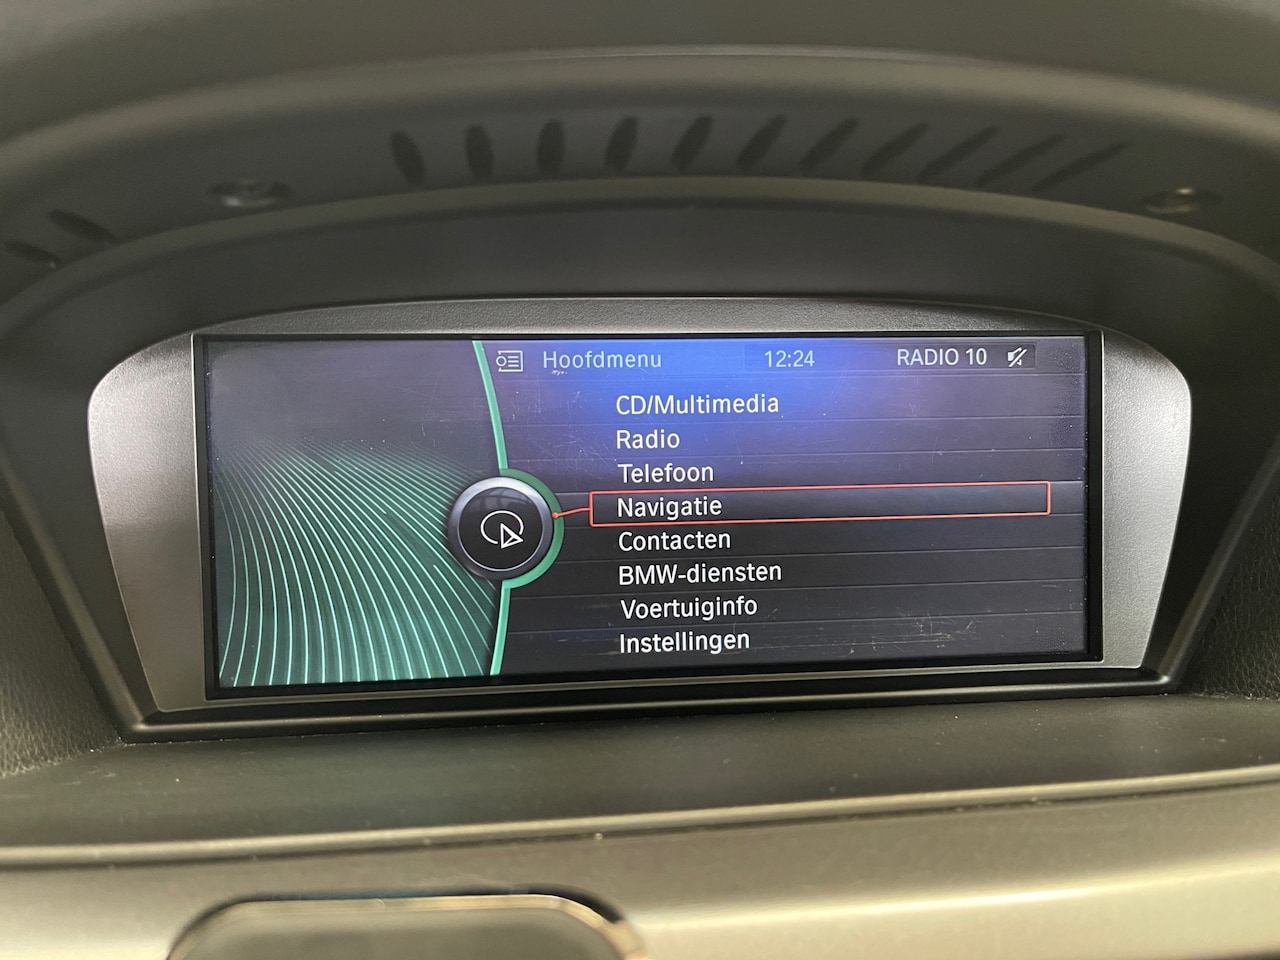 Hoofdmenu 12:24 RADIO 10
CD/Multimedia
Radio
Telefoon
Navigatie
Contacten
BMW-diensten
Voertuiginfo
Instellingen